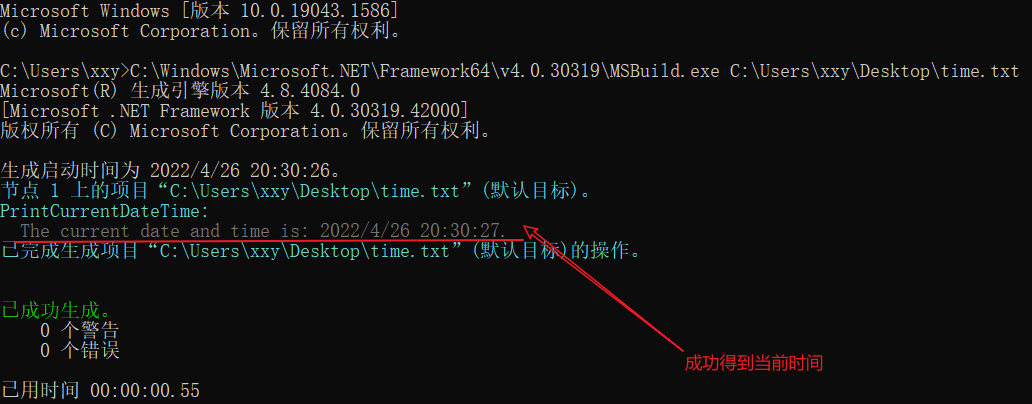 Microsoft Windows [版本 10.0.19043.1586]
(c) Microsoft Corporation。保留所有权利。
C:\Users\xxy>C:\Windows\Microsoft.NET\Framework64\v4.0.30319\MSBuild.exe C:\Users\xxy\Desktop\time.txt
Microsoft(R) 生成引擎版本 4.8.4084.0
[Microsoft .NET Framework 版本 4.0.30319.42000]
版权所有 (C) Microsoft Corporation。保留所有权利。
生成启动时间为 2022/4/26 20:30:26。
节点 1 上的项目“C:\Users\xxy\Desktop\time.txt”(默认目标)。
PrintCurrentDateTime:
The current date and time is: 2022/4/26 20:30:27.
已完成生成项目“C:\Users\xxy\Desktop\time.txt”(默认目标)的操作。
已成功生成。
0 个警告
0 个错误
成功得到当前时间
已用时间 00:00:00.55